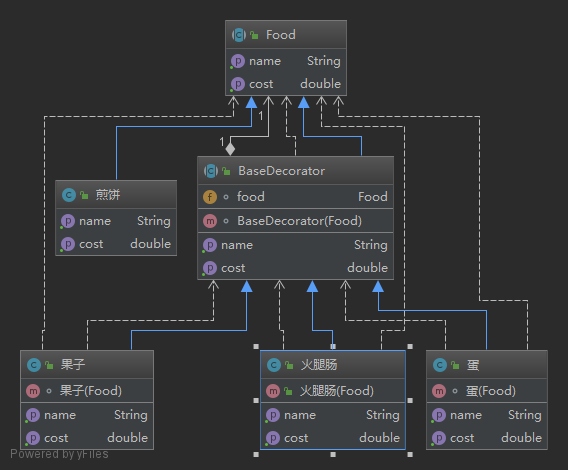 Food
name String
cost double
1
1
BaseDecorator
food Food
BaseDecorator(Food)
name String
cost double
煎饼
name String
cost double
果子
果子(Food)
name String
cost double
火腿肠
火腿肠(Food)
name String
cost double
蛋
蛋(Food)
name String
cost double
Powered by yFiles